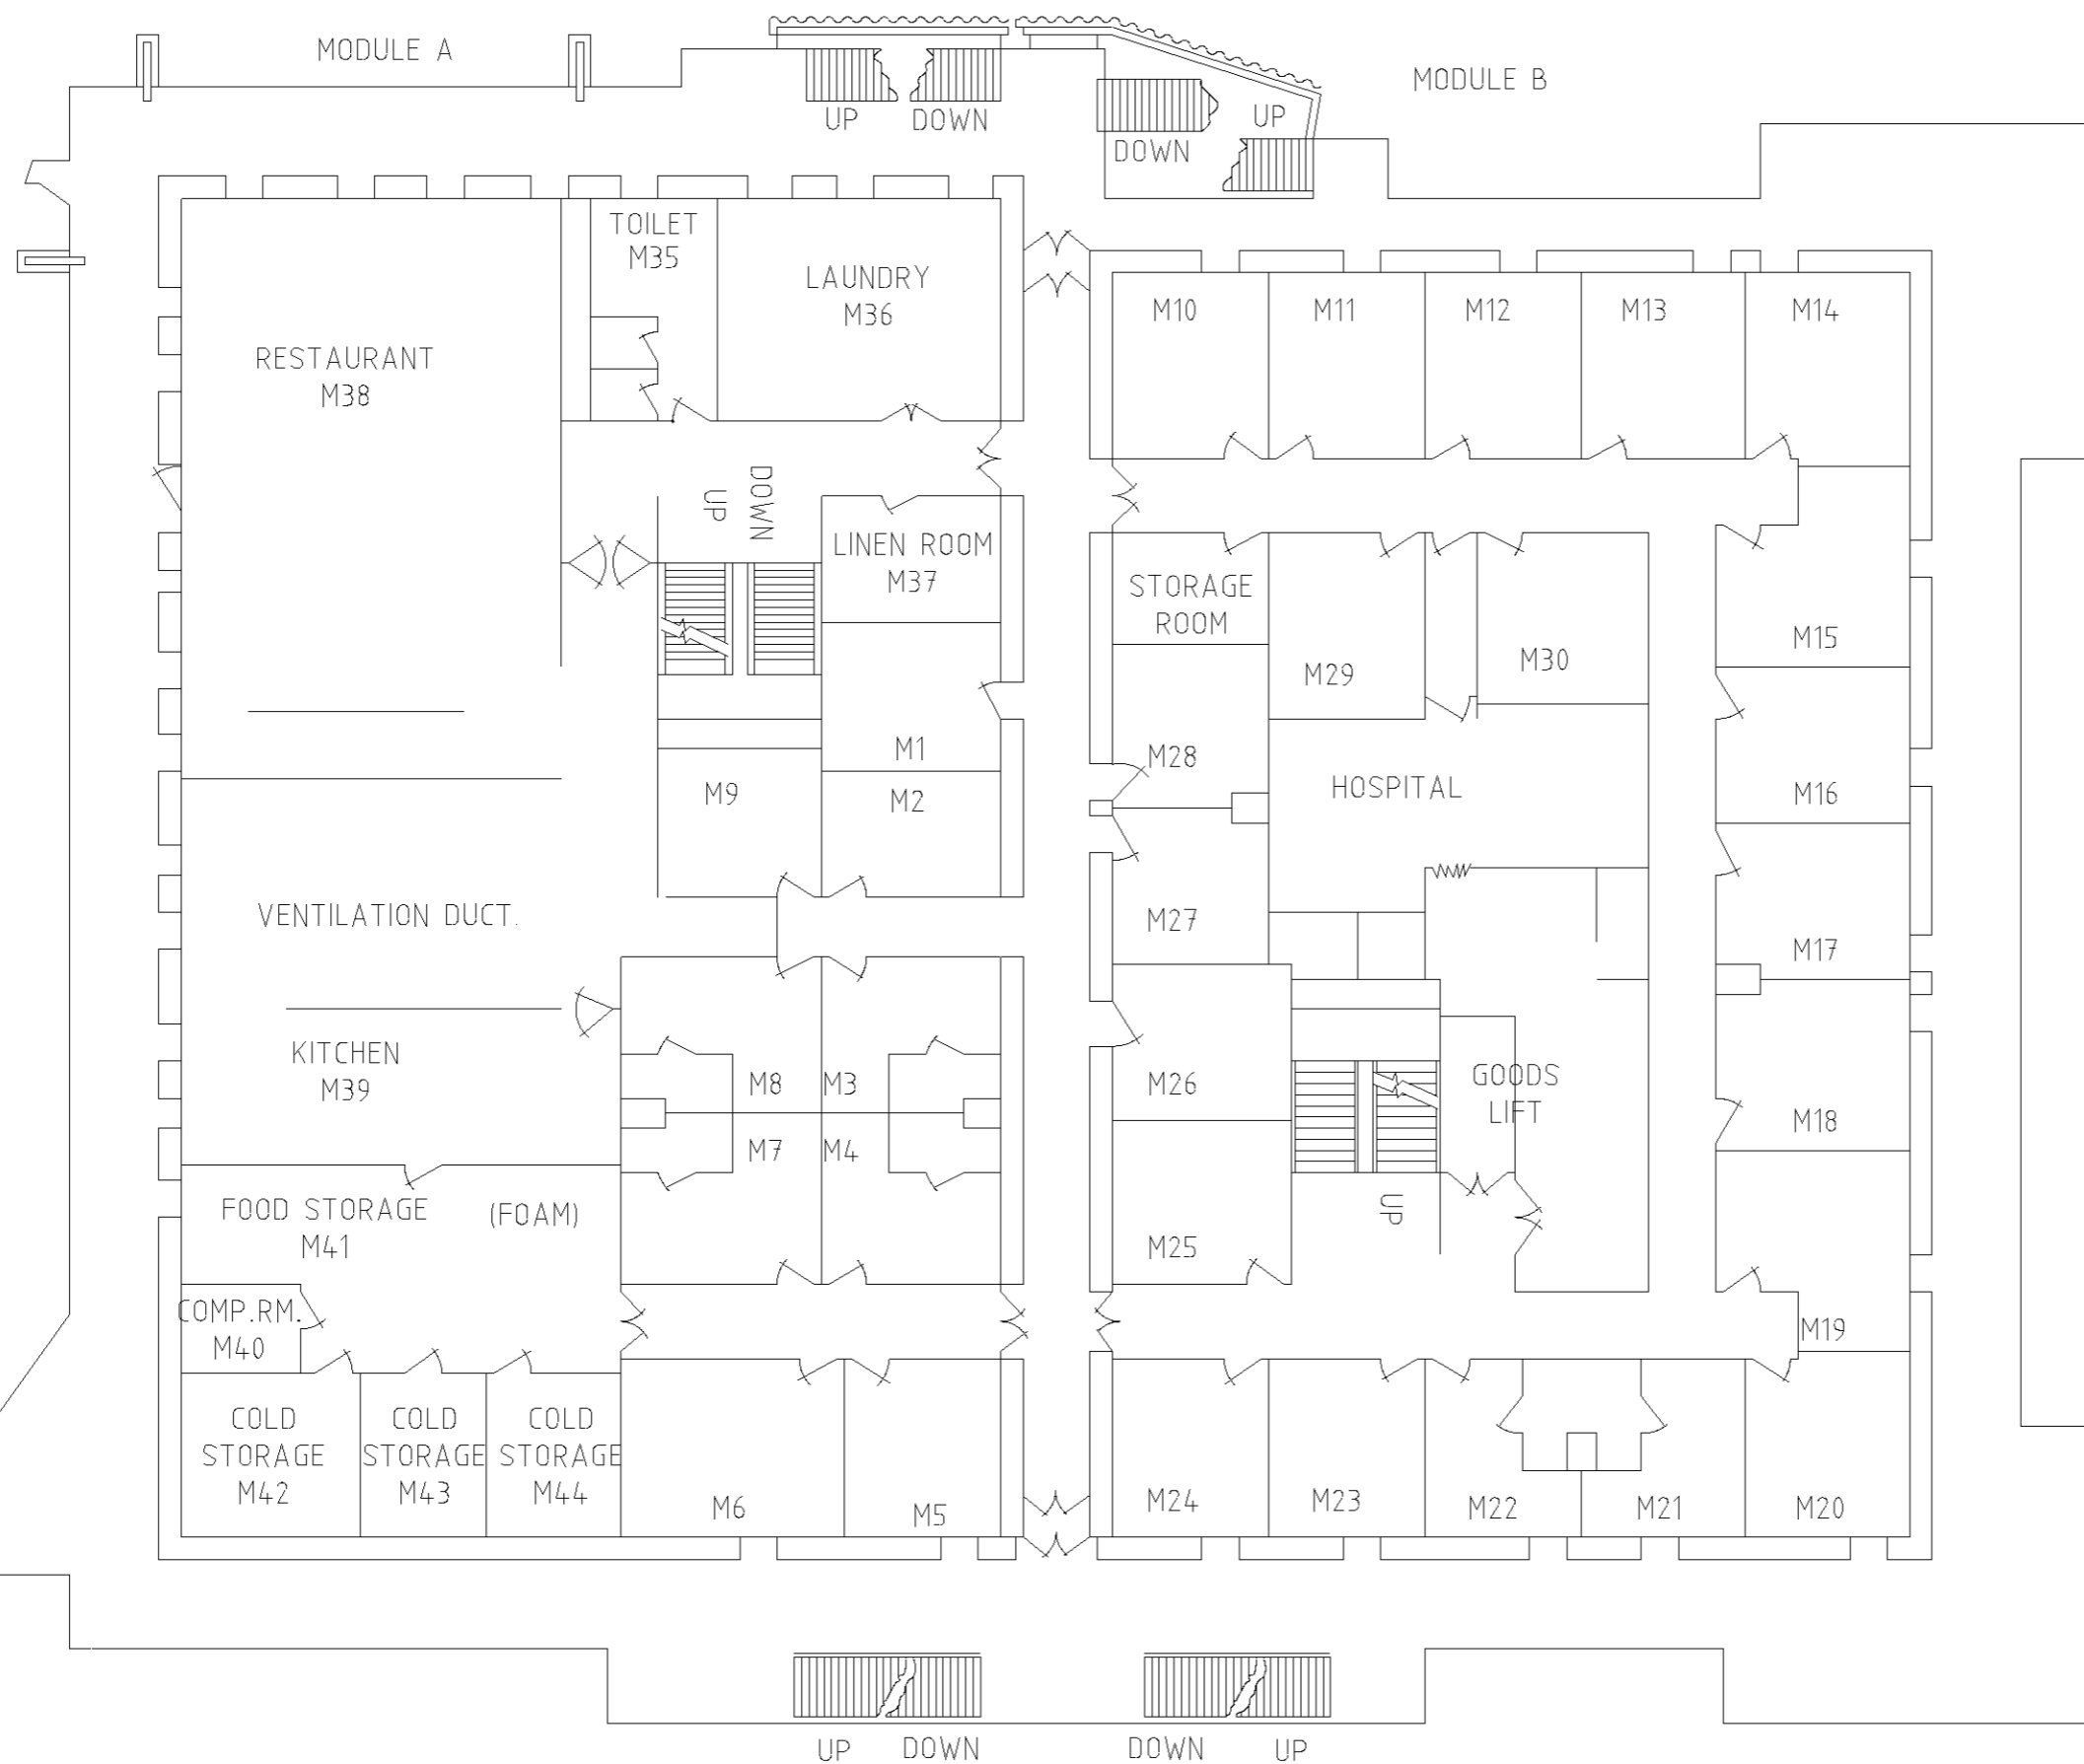 MODULE A
MODULE B
UP
DOWN
DOWN
UP
TOILET
M35
LAUNDRY
M36
RESTAURANT
M38
M10
M11
M12
M13
M14
UP
DOWN
LINEN ROOM
M37
STORAGE
ROOM
M29
M30
M15
M1
M28
M9
M2
HOSPITAL
M16
VENTILATION DUCT.
M27
M17
KITCHEN
M39
M8
M3
M26
GOODS
LIFT
M18
M7
M4
FOOD STORAGE
M41
(FOAM)
UP
M25
COMP.RM.
M40
M19
COLD
STORAGE
M42
COLD
STORAGE
M43
COLD
STORAGE
M44
M6
M5
M24
M23
M22
M21
M20
UP
DOWN
DOWN
UP